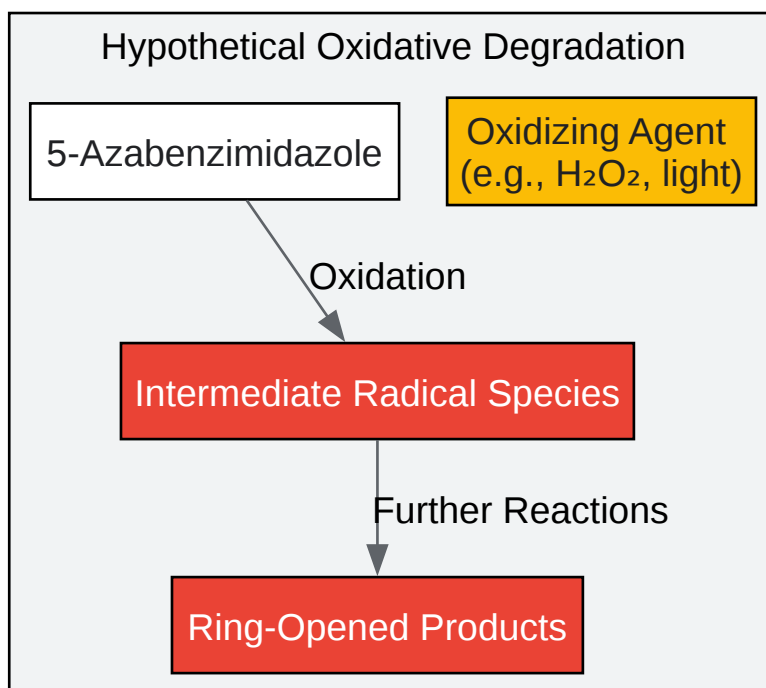 Hypothetical Oxidative Degradation
5-Azabenzimidazole
Oxidizing Agent
(e.g., H₂O₂, light)
Oxidation
Intermediate Radical Species
Further Reactions
Ring-Opened Products